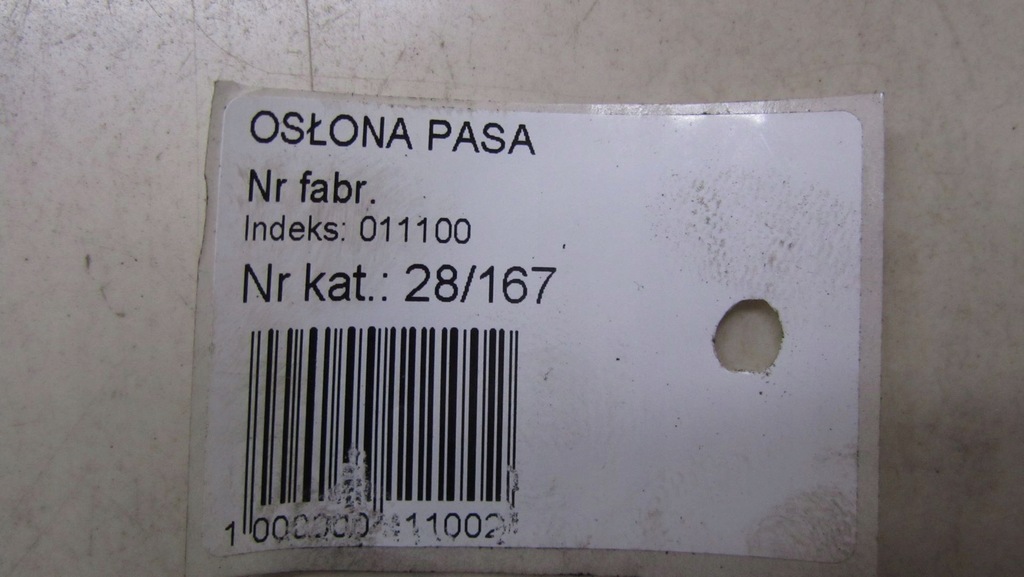 OSŁONA PASA
Nr fabr.
Indeks: 011100
Nr kat.: 28/167